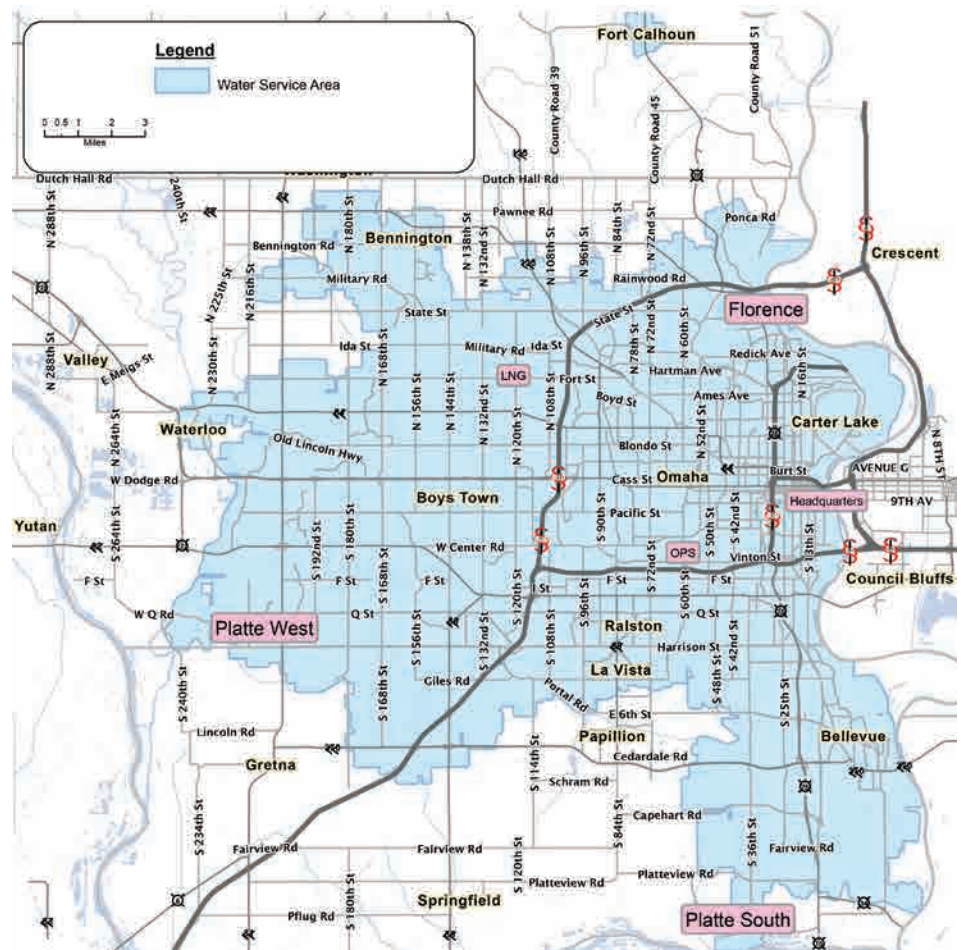 Legend
Water Service Area
0 0.5 1 2 3
Miles
Fort Calhoun
County Road 39
County Road 45
County Road 51
Dutch Hall Rd
Dutch Hall Rd
Pawnee Rd
Ponca Rd
240th St
N 288th St
N 180th St
Bennington
N 138th St
N 132nd St
N 108th St
N 96th St
N 84th St
N 72nd St
Bennington Rd
N 225th St
N 216th St
Military Rd
Rainwood Rd
Crescent
State St
State St
Florence
Valley
E Meigs St
N 288th St
N 230th St
Ida St
N 168th St
Military Rd
Ida St
N 78th St
N 72nd St
N 60th St
Redick Ave
N 16th St
LNG
Fort St
Hartman Ave
N 156th St
N 144th St
N 132nd St
N 120th St
N 108th St
Boyd St
Ames Ave
Carter Lake
Waterloo
N 264th St
Old Lincoln Hwy
Blondo St
N 52nd St
N 8TH ST
W Dodge Rd
Cass St
Omaha
Burt St
AVENUE G
Boys Town
Headquarters
9TH AV
Yutan
S 264th St
S 192nd St
S 180th St
Pacific St
S 90th St
S 50th St
S 42nd St
S 13th St
W Center Rd
OPS
Vinton St
F St
F St
F St
S 168th St
S 120th St
I St
F St
S 72nd St
F St
Council Bluffs
W Q Rd
Platte West
Q St
S 96th St
S 60th St
Q St
Ralston
S 156th St
S 132nd St
S 108th St
Harrison St
S 42nd St
La Vista
S 240th St
S 168th St
Giles Rd
Portal Rd
S 48th St
S 25th St
E 6th St
Lincoln Rd
Papillion
Bellevue
Gretna
Cedardale Rd
S 114th St
Schram Rd
S 234th St
S 84th St
Capehart Rd
Fairview Rd
Fairview Rd
S 36th St
Fairview Rd
S 120th St
Platteview Rd
Platteview Rd
S 180th St
Springfield
Pflug Rd
Platte South